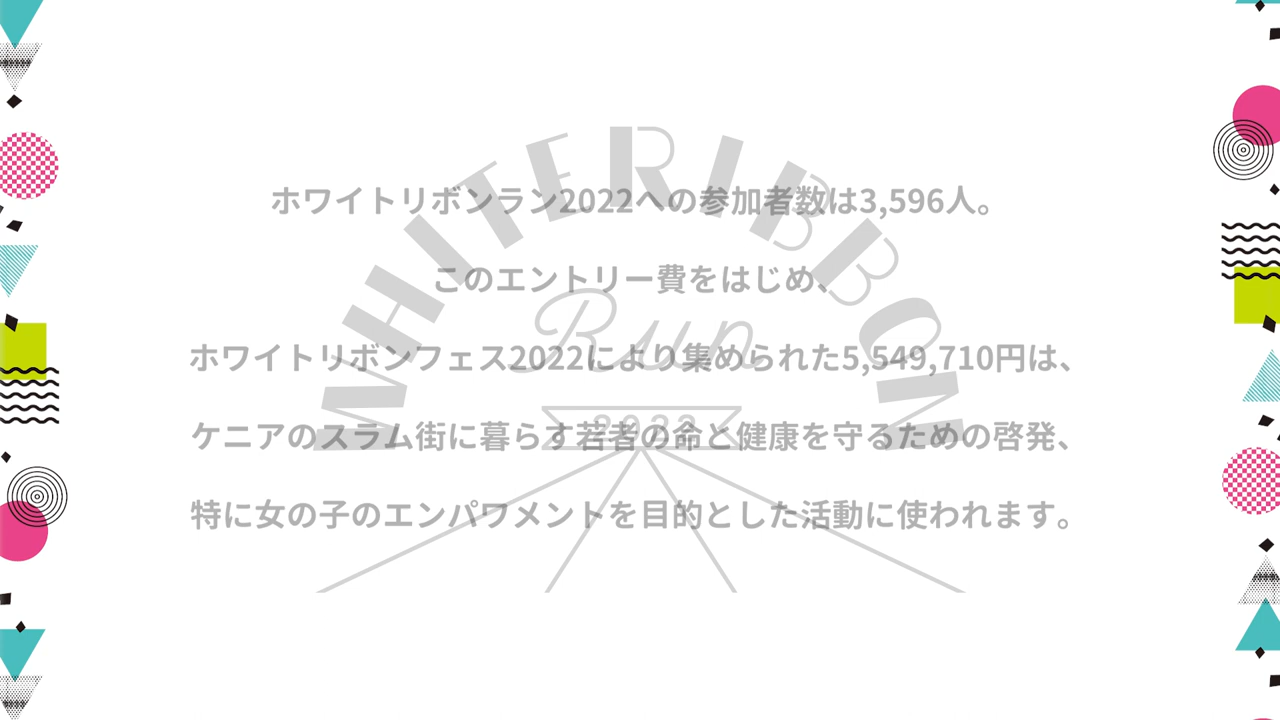 WHITE RIBBON
Run
2022
ホワイトリボンラン2022への参加者数は3,596人。
このエントリー費をはじめ、
ホワイトリボンフェス2022により集められた5,549,710円は、
ケニアのスラム街に暮らす若者の命と健康を守るための啓発、
特に女の子のエンパワメントを目的とした活動に使われます。